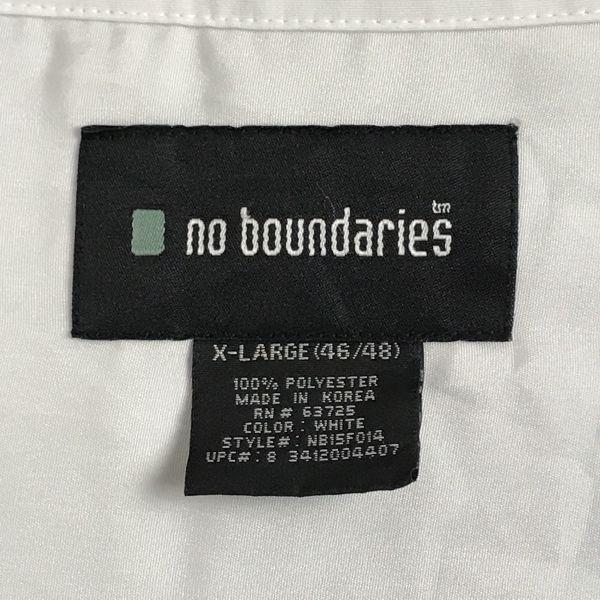 no boundaries tm
X-LARGE (46/48)
100% POLYESTER
MADE IN KOREA
RN # 63725
COLOR : WHITE
STYLE#: NB15F014
UPC#: 8 3412004407